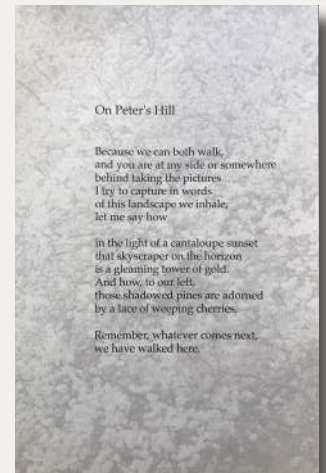 On Peter's Hill
Because we can both walk,
and you are at my side or somewhere
behind taking the pictures
I try to capture in words
of this landscape we inhale,
let me say how
in the light of a cantaloupe sunset
that skyscraper on the horizon
is a gleaming tower of gold.
And how, to our left,
those shadowed pines are adorned
by a lace of weeping cherries.
Remember, whatever comes next,
we have walked here.